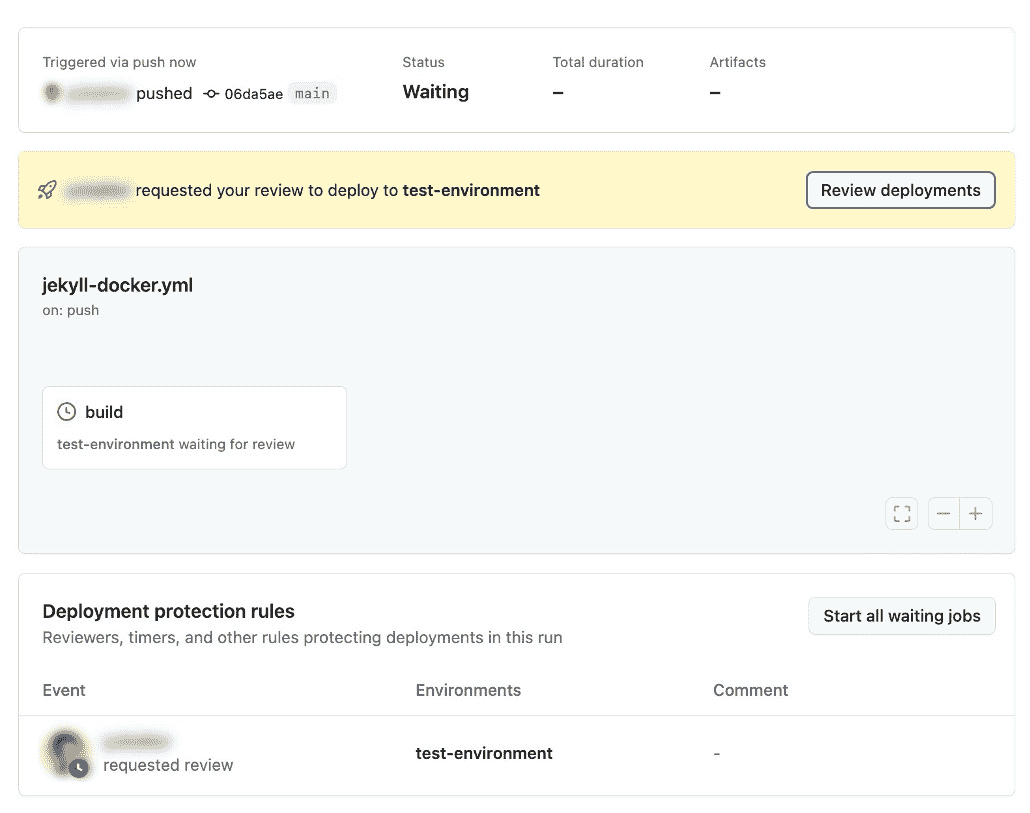 Triggered via push now
pushed 06da5ae main
Status
Waiting
Total duration
–
Artifacts
–
requested your review to deploy to test-environment
Review deployments
jekyll-docker.yml
on: push
build
test-environment waiting for review
Deployment protection rules
Reviewers, timers, and other rules protecting deployments in this run
Start all waiting jobs
Event Environments Comment
requested review
test-environment
-